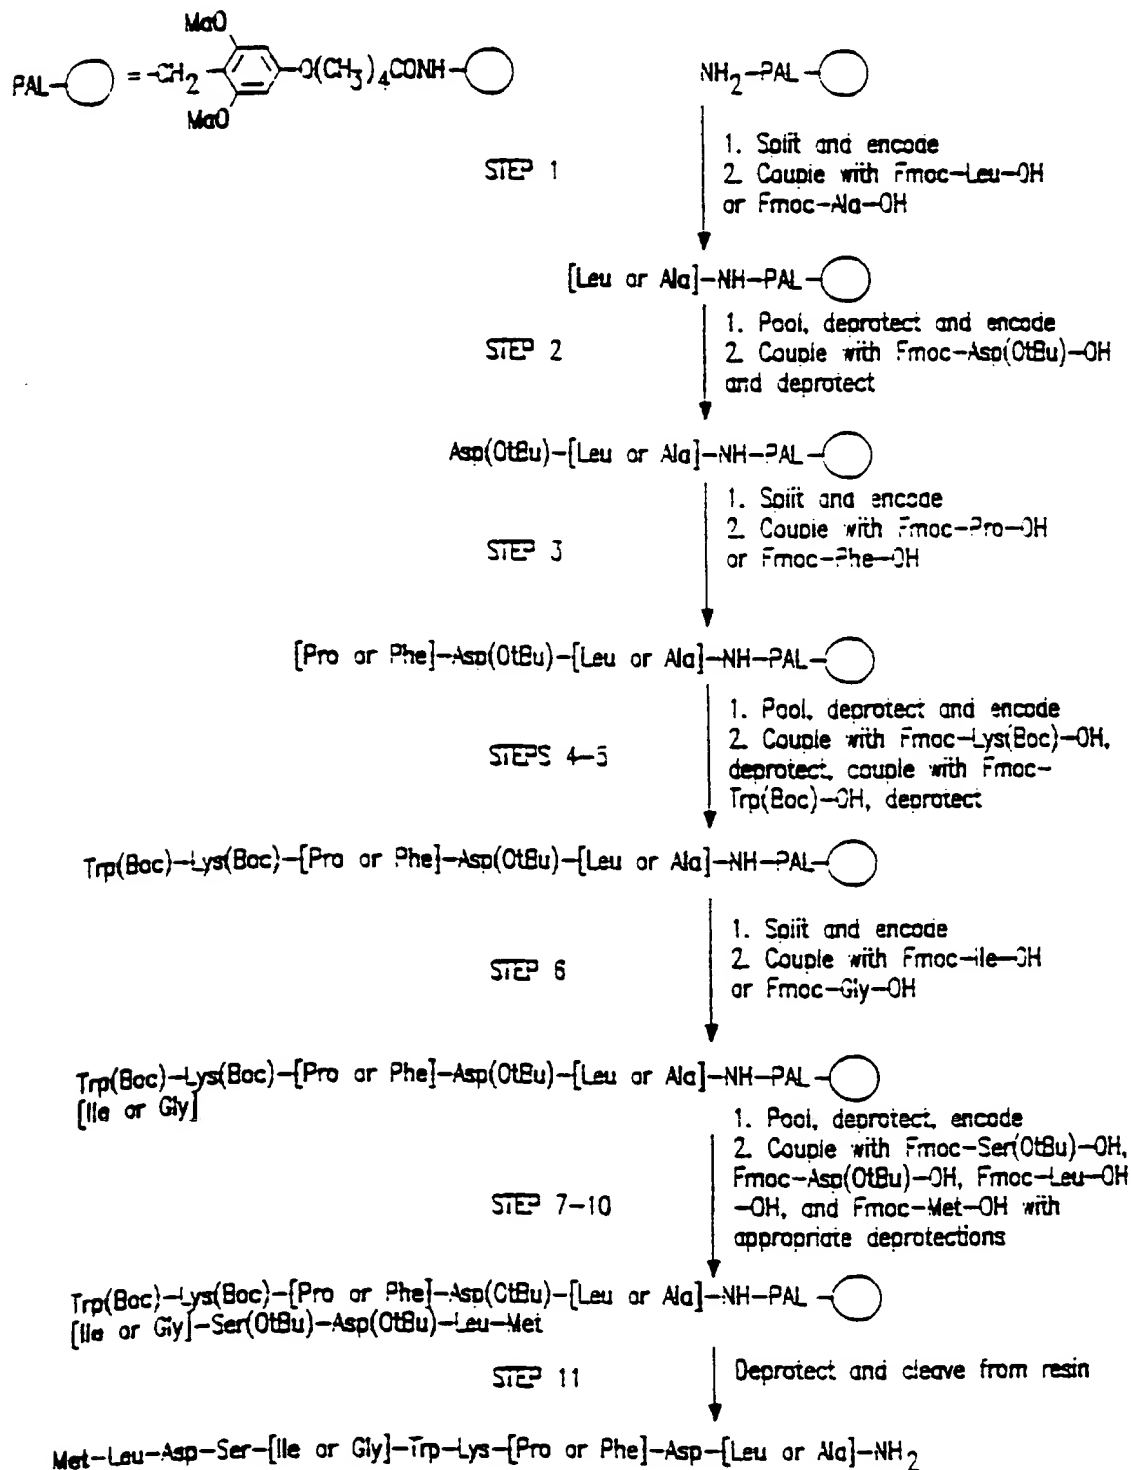 MaO
PAL- =-CH2- -O(CH3)4CONH-
MaO
NH2-PAL-
STEP 1
1. Split and encode
2. Couple with Fmoc-Leu-OH
or Fmoc-Ala-OH
[Leu or Ala]-NH-PAL-
STEP 2
1. Pool, deprotect and encode
2. Couple with Fmoc-Asp(OtBu)-OH
and deprotect
Asp(OtBu)-[Leu or Ala]-NH-PAL-
STEP 3
1. Split and encode
2. Couple with Fmoc-Pro-OH
or Fmoc-Phe-OH
[Pro or Phe]-Asp(OtBu)-[Leu or Ala]-NH-PAL-
STEPS 4-5
1. Pool, deprotect and encode
2. Couple with Fmoc-Lys(Boc)-OH,
deprotect, couple with Fmoc-
Trp(Boc)-OH, deprotect
Trp(Boc)-Lys(Boc)-[Pro or Phe]-Asp(OtBu)-[Leu or Ala]-NH-PAL-
STEP 6
1. Split and encode
2. Couple with Fmoc-Ile-OH
or Fmoc-Gly-OH
Trp(Boc)-Lys(Boc)-[Pro or Phe]-Asp(OtBu)-[Leu or Ala]-NH-PAL-
[Ile or Gly]
STEP 7-10
1. Pool, deprotect, encode
2. Couple with Fmoc-Ser(OtBu)-OH,
Fmoc-Asp(OtBu)-OH, Fmoc-Leu-OH
-OH, and Fmoc-Met-OH with
appropriate deprotections
Trp(Boc)-Lys(Boc)-[Pro or Phe]-Asp(OtBu)-[Leu or Ala]-NH-PAL-
[Ile or Gly]-Ser(OtBu)-Asp(OtBu)-Leu-Met
STEP 11
Deprotect and cleave from resin
Met-Leu-Asp-Ser-[Ile or Gly]-Trp-Lys-[Pro or Phe]-Asp-[Leu or Ala]-NH2